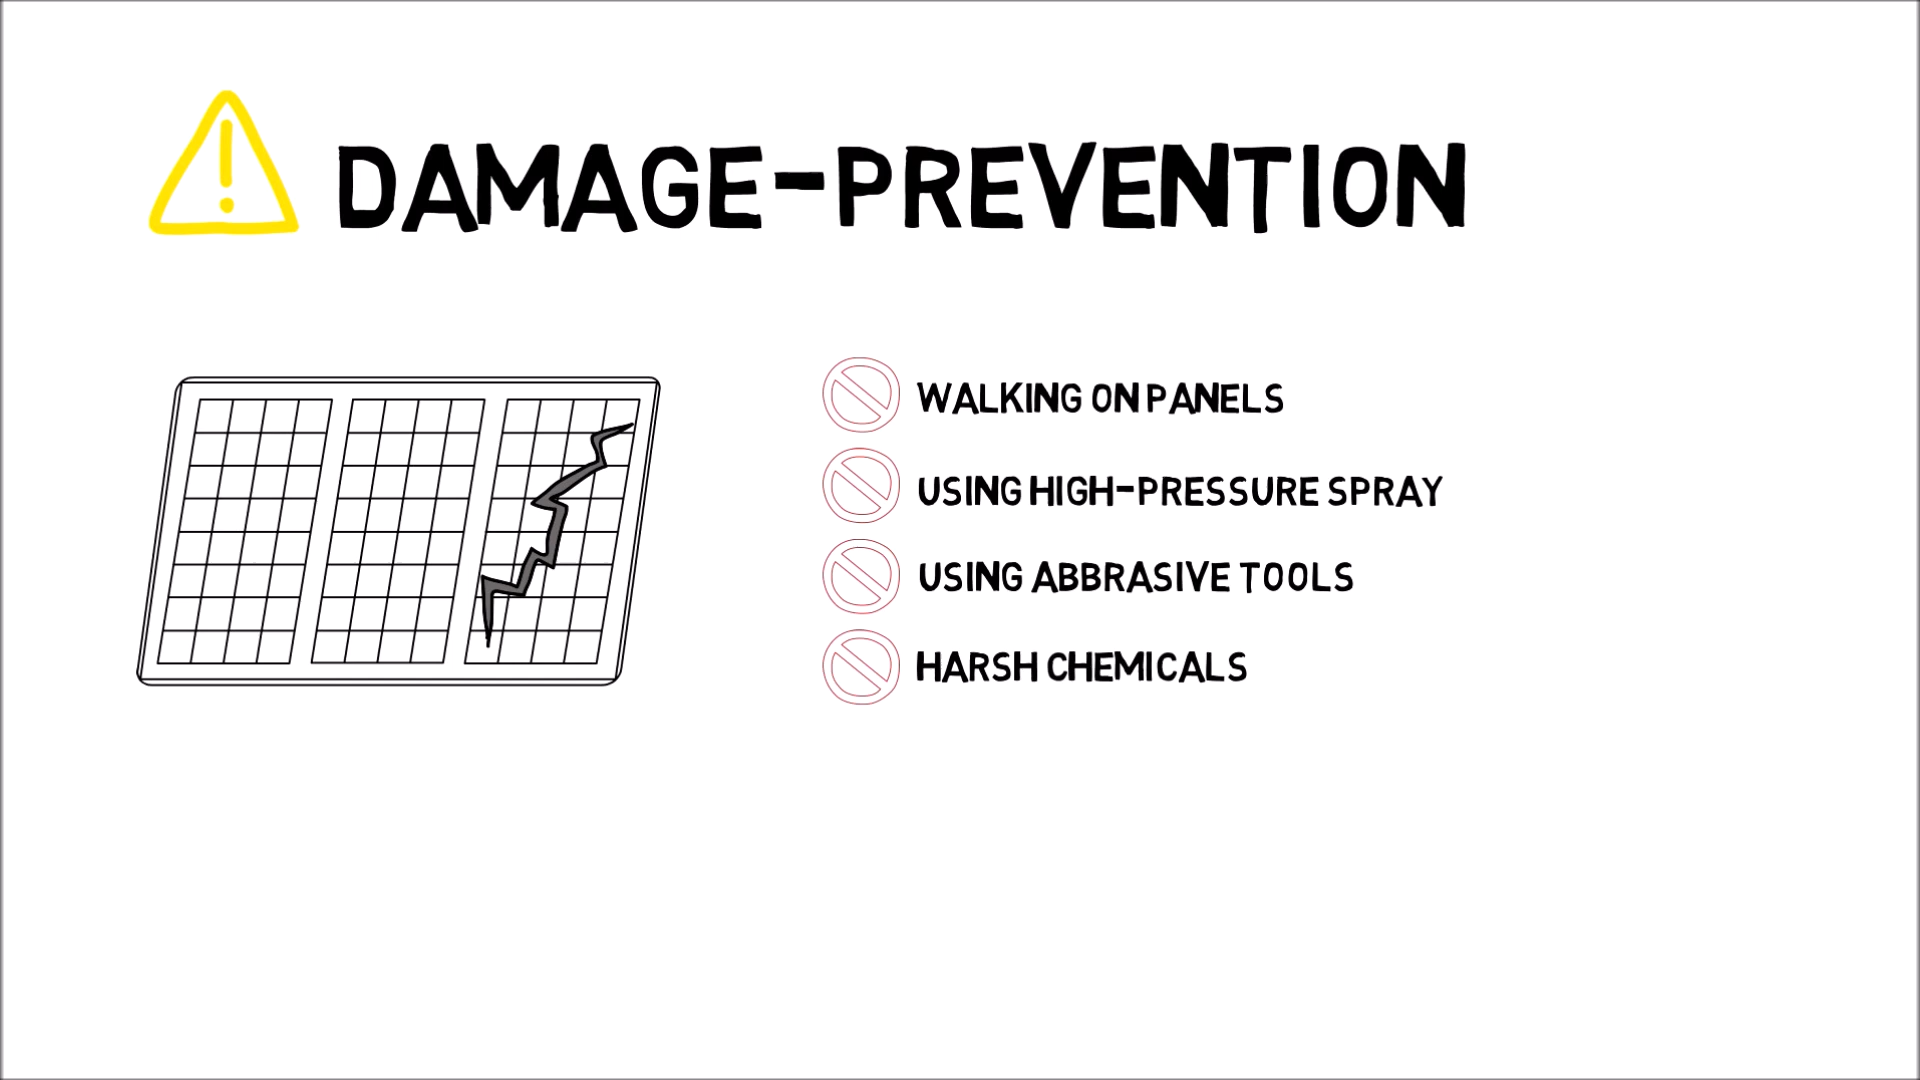 DAMAGE-PREVENTION
WALKING ON PANELS
USING HIGH-PRESSURE SPRAY
USING ABBRASIVE TOOLS
HARSH CHEMICALS